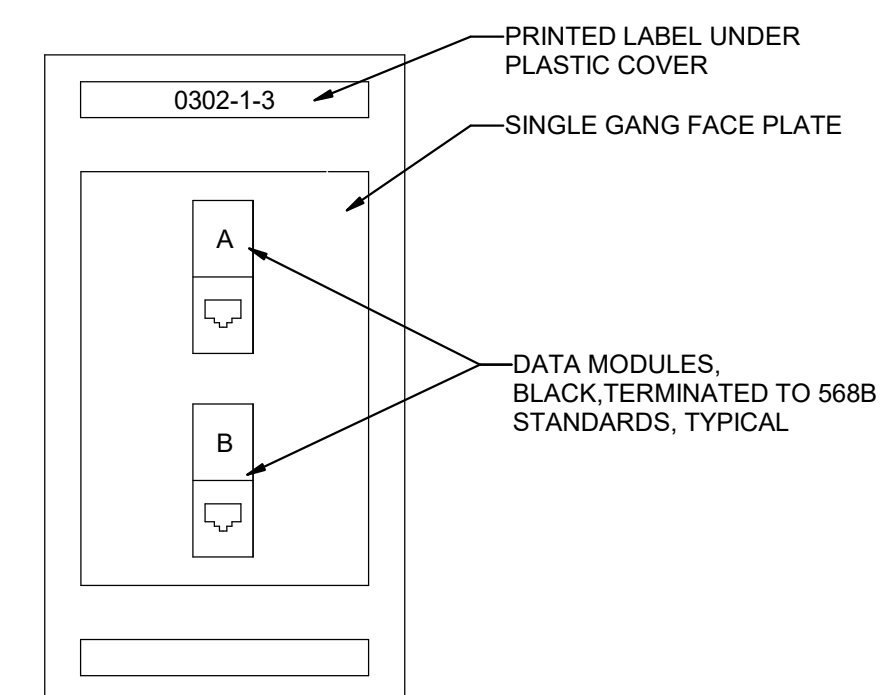 PRINTED LABEL UNDER
PLASTIC COVER
0302-1-3
SINGLE GANG FACE PLATE
A
DATA MODULES,
BLACK,TERMINATED TO 568B
STANDARDS, TYPICAL
B